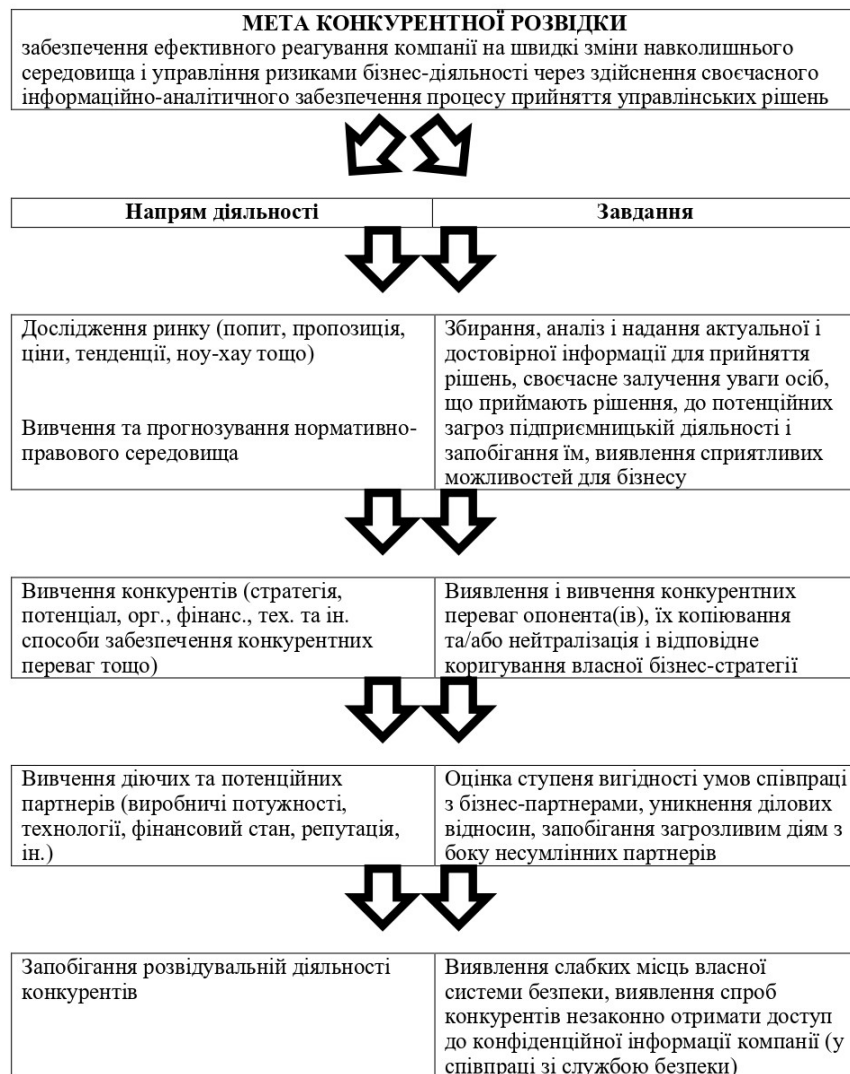 МЕТА КОНКУРЕНТНОЇ РОЗВІДКИ
забезпечення ефективного реагування компанії на швидкі зміни навколишнього
середовища і управління ризиками бізнес-діяльності через здійснення своєчасного
інформаційно-аналітичного забезпечення процесу прийняття управлінських рішень
Напрям діяльності
Завдання
Дослідження ринку (попит, пропозиція,
ціни, тенденції, ноу-хау тощо)
Вивчення та прогнозування нормативно-
правового середовища
Збирання, аналіз і надання актуальної і
достовірної інформації для прийняття
рішень, своєчасне залучення уваги осіб,
що приймають рішення, до потенційних
загроз підприємницькій діяльності і
запобігання їм, виявлення сприятливих
можливостей для бізнесу
Вивчення конкурентів (стратегія,
потенціал, орг., фінанс., тех. та ін.
способи забезпечення конкурентних
переваг тощо)
Виявлення і вивчення конкурентних
переваг опонента(ів), їх копіювання
та/або нейтралізація і відповідне
коригування власної бізнес-стратегії
Вивчення діючих та потенційних
партнерів (виробничі потужності,
технології, фінансовий стан, репутація,
ін.)
Оцінка ступеня вигідності умов співпраці
з бізнес-партнерами, уникнення ділових
відносин, запобігання загрозливим діям з
боку несумлінних партнерів
Запобігання розвідувальній діяльності
конкурентів
Виявлення слабких місць власної
системи безпеки, виявлення спроб
конкурентів незаконно отримати доступ
до конфіденційної інформації компанії (у
співпраці зі службою безпеки)